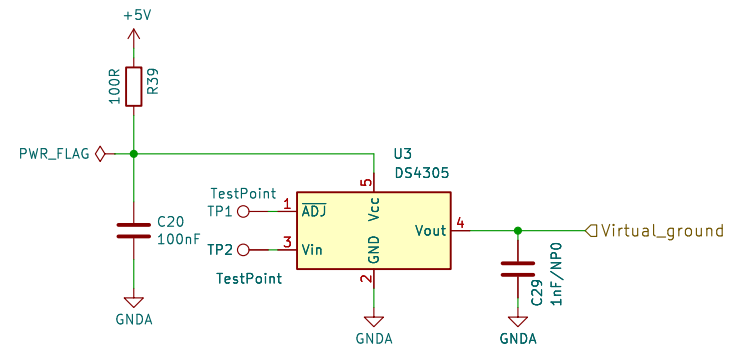 +5V
100R
R39
PWR_FLAG
U3
DS4305
5
Vcc
TestPoint
TP1
1
ADJ
C20
100nF
TP2
3
Vin
Vout
4
Virtual_ground
GND
TestPoint
2
C29
1nF/NP0
GNDA
GNDA
GNDA